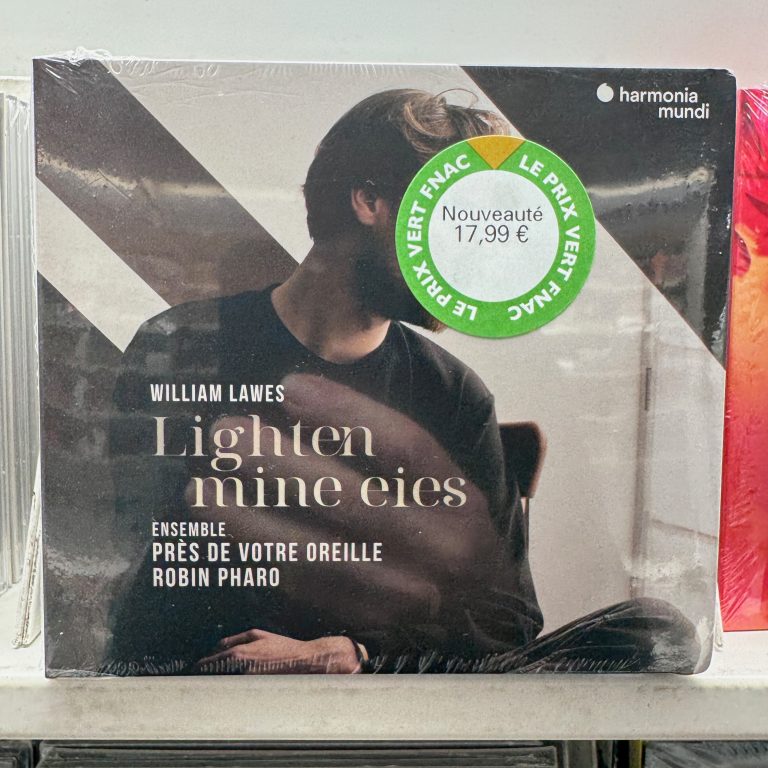 harmonia
mundi
LE PRIX VERT FNAC
LE PRIX VERT FNAC
Nouveauté
17,99 €
WILLIAM LAWES
Lighten
mine eies
ENSEMBLE
PRÈS DE VOTRE OREILLE
ROBIN PHARO